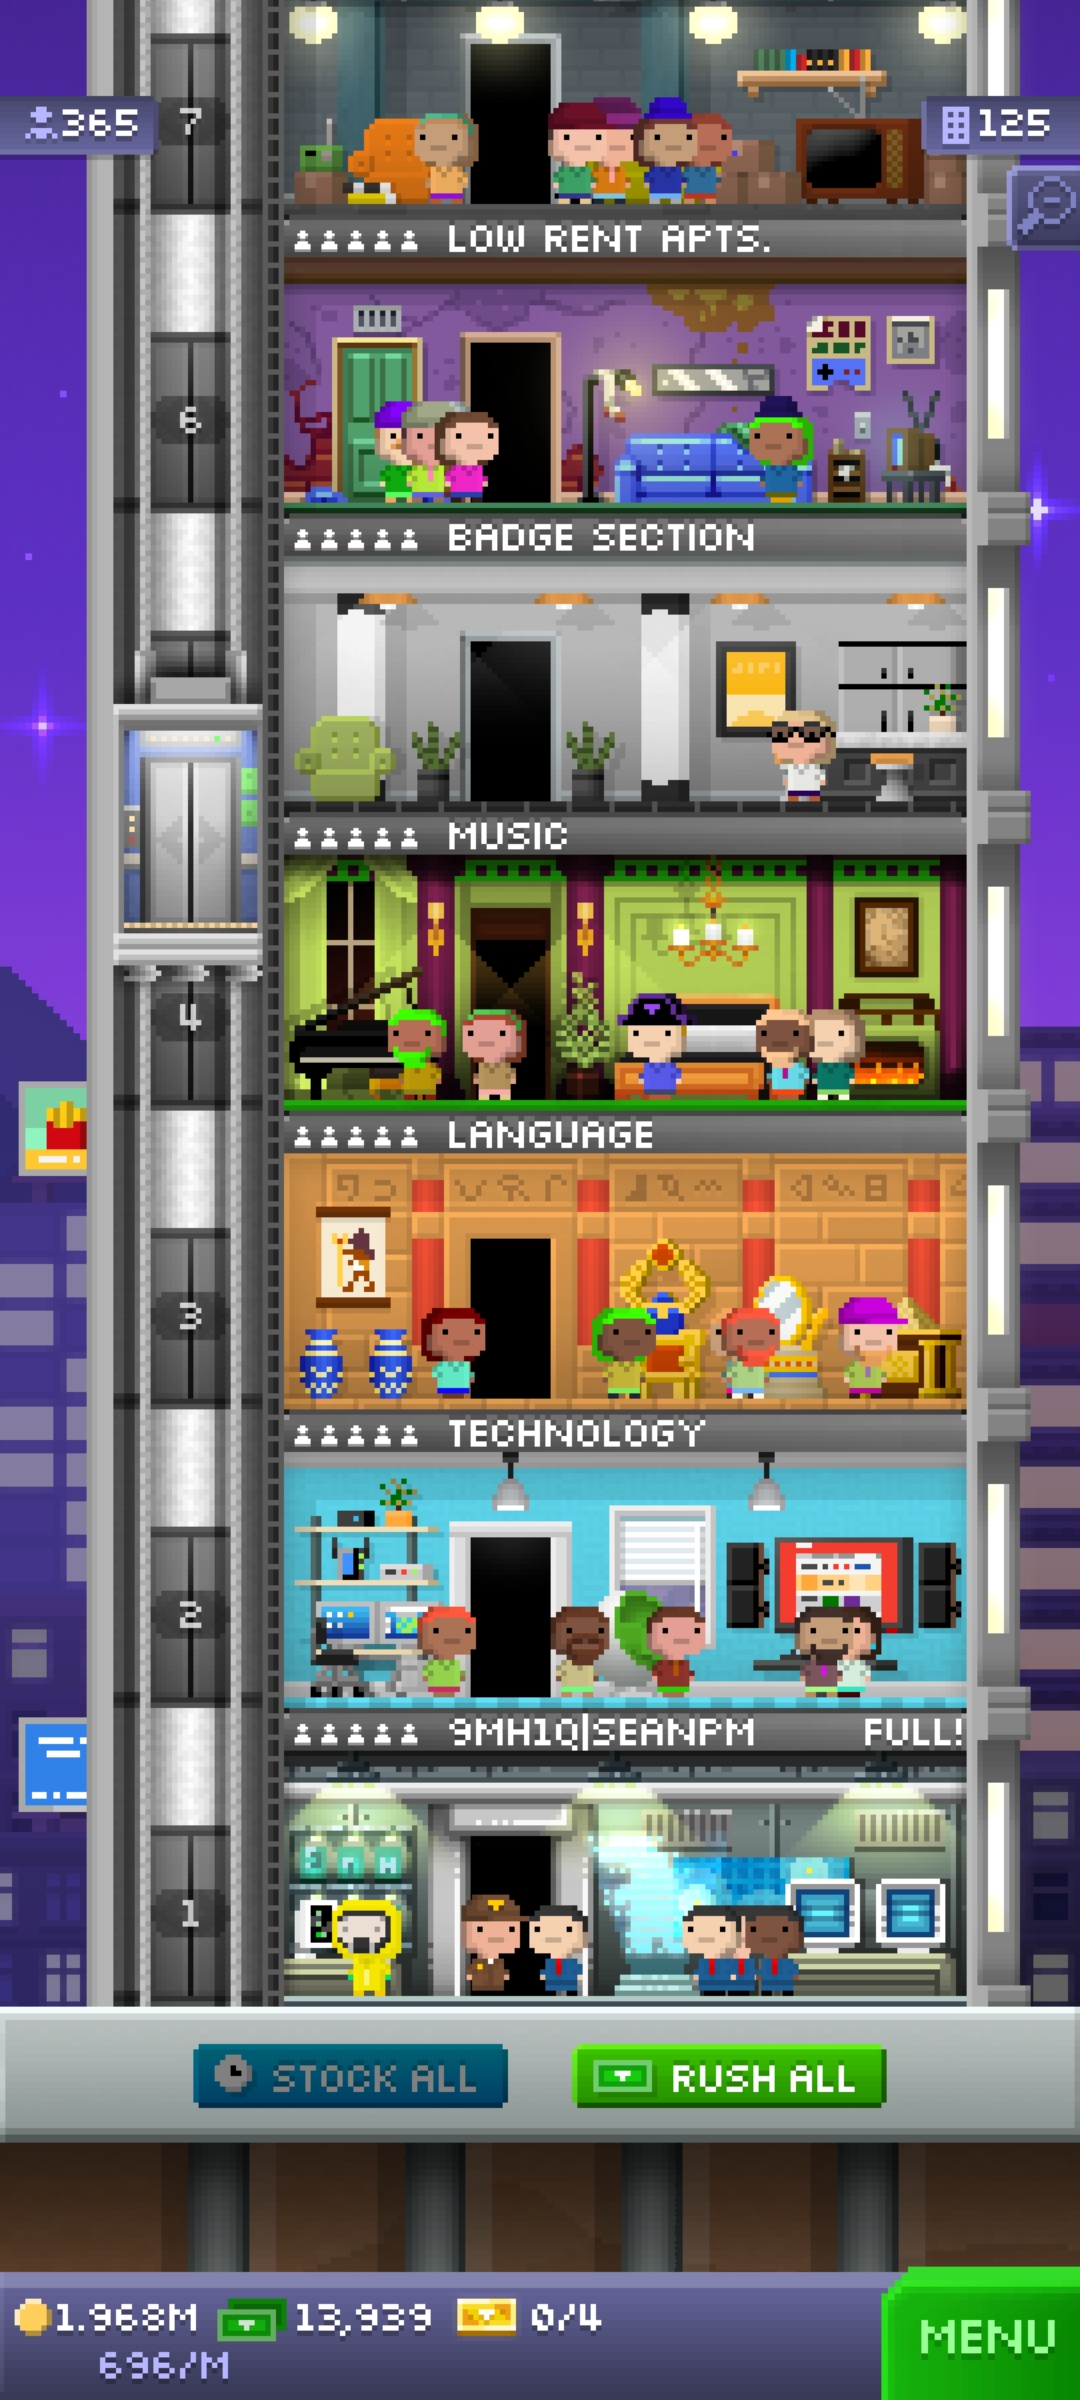 365
7
125
LOW RENT APTS.
6
BADGE SECTION
MUSIC
4
LANGUAGE
3
TECHNOLOGY
2
9MH1Q|SEANPM FULL!
1
STOCK ALL
RUSH ALL
1.968M 13,939 0/4
696/M
MENU